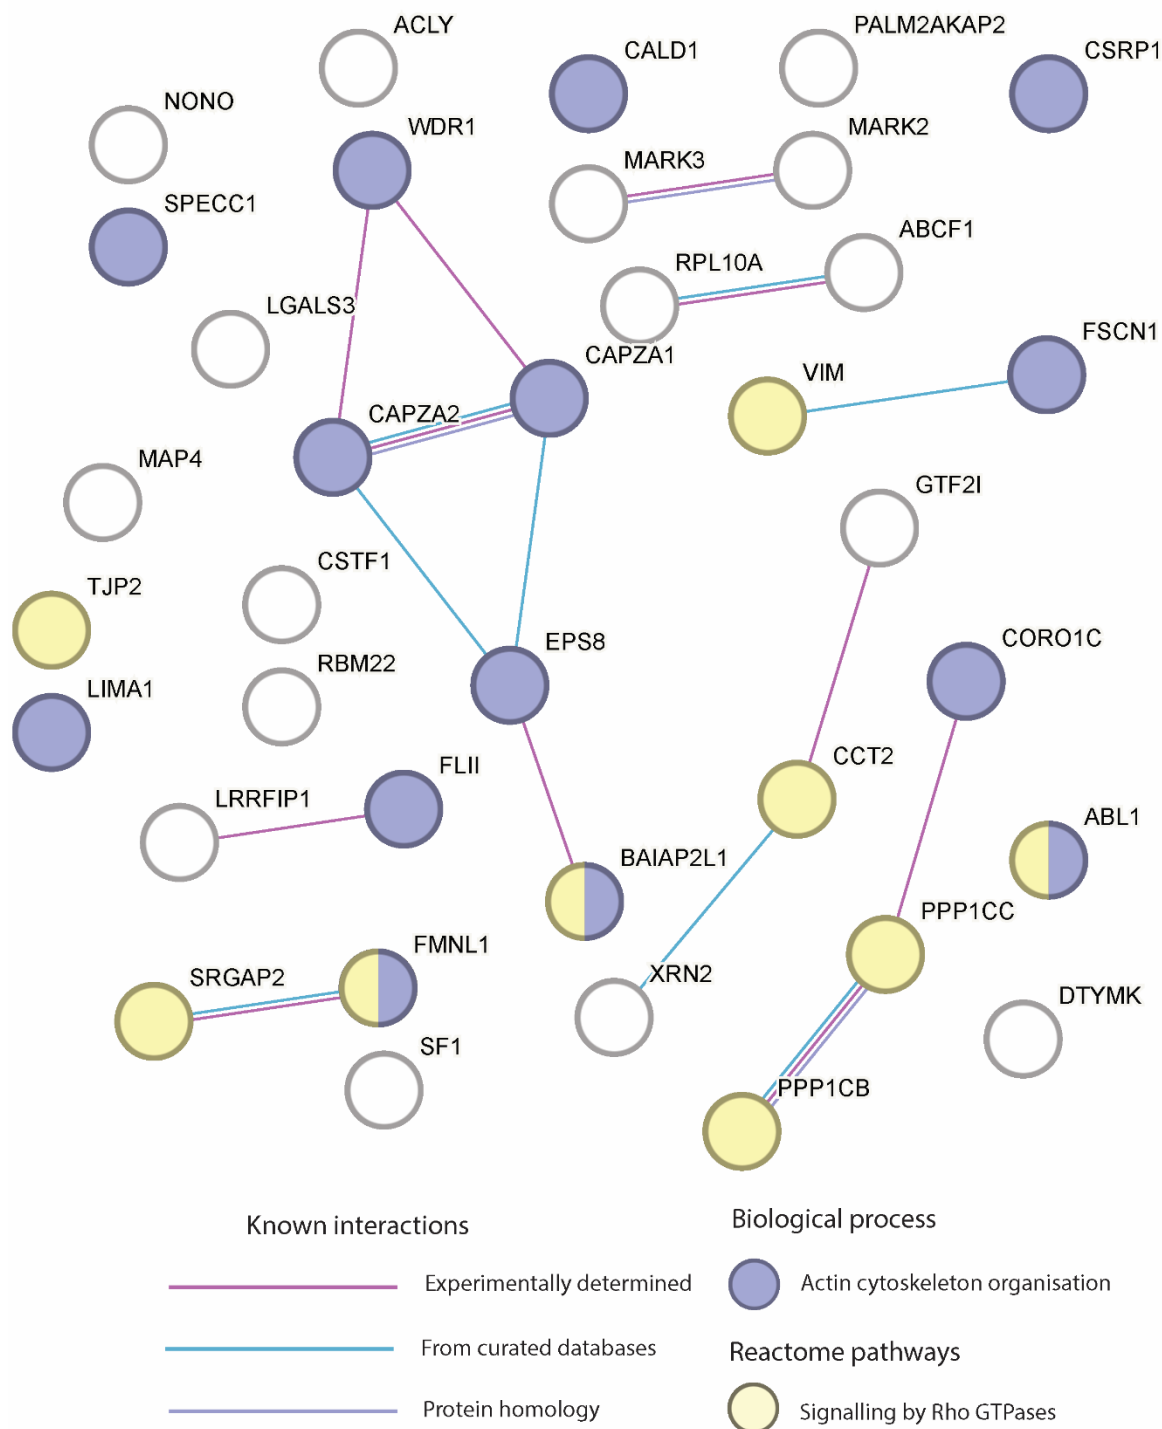 ACLY
PALM2AKAP2
CALD1
CSRP1
NONO
WDR1
MARK2
MARK3
SPECC1
ABCF1
RPL10A
LGALS3
FSCN1
CAPZA1
VIM
CAPZA2
MAP4
GTF2I
CSTF1
TJP2
EPS8
CORO1C
RBM22
LIMA1
CCT2
FLII
LRRFIP1
ABL1
BAIAP2L1
PPP1CC
FMNL1
SRGAP2
XRN2
DTYMK
SF1
PPP1CB
Known interactions
Experimentally determined
From curated databases
Protein homology
Biological process
Actin cytoskeleton organisation
Reactome pathways
Signalling by Rho GTPases